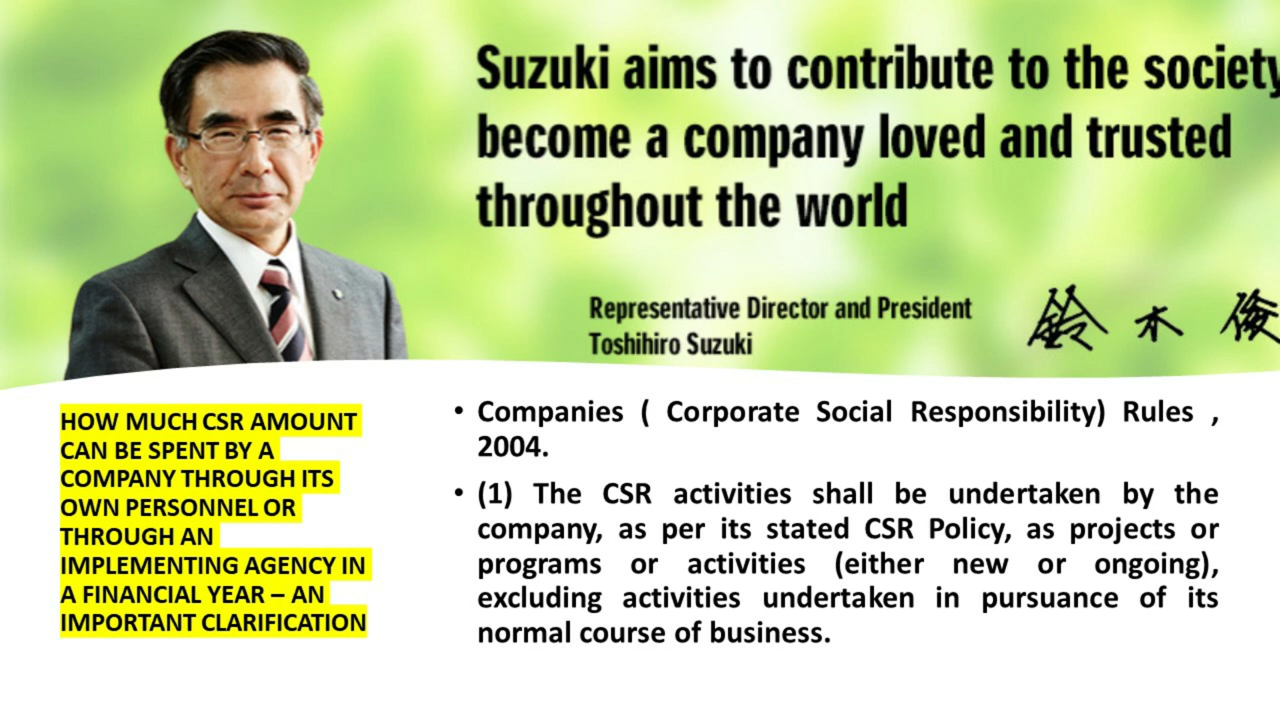 Suzuki aims to contribute to the society
become a company loved and trusted
throughout the world
Representative Director and President
Toshihiro Suzuki
鈴木俊
HOW MUCH CSR AMOUNT
CAN BE SPENT BY A
COMPANY THROUGH ITS
OWN PERSONNEL OR
THROUGH AN
IMPLEMENTING AGENCY IN
A FINANCIAL YEAR – AN
IMPORTANT CLARIFICATION
• Companies ( Corporate Social Responsibility) Rules ,
2004.
• (1) The CSR activities shall be undertaken by the
company, as per its stated CSR Policy, as projects or
programs or activities (either new or ongoing),
excluding activities undertaken in pursuance of its
normal course of business.